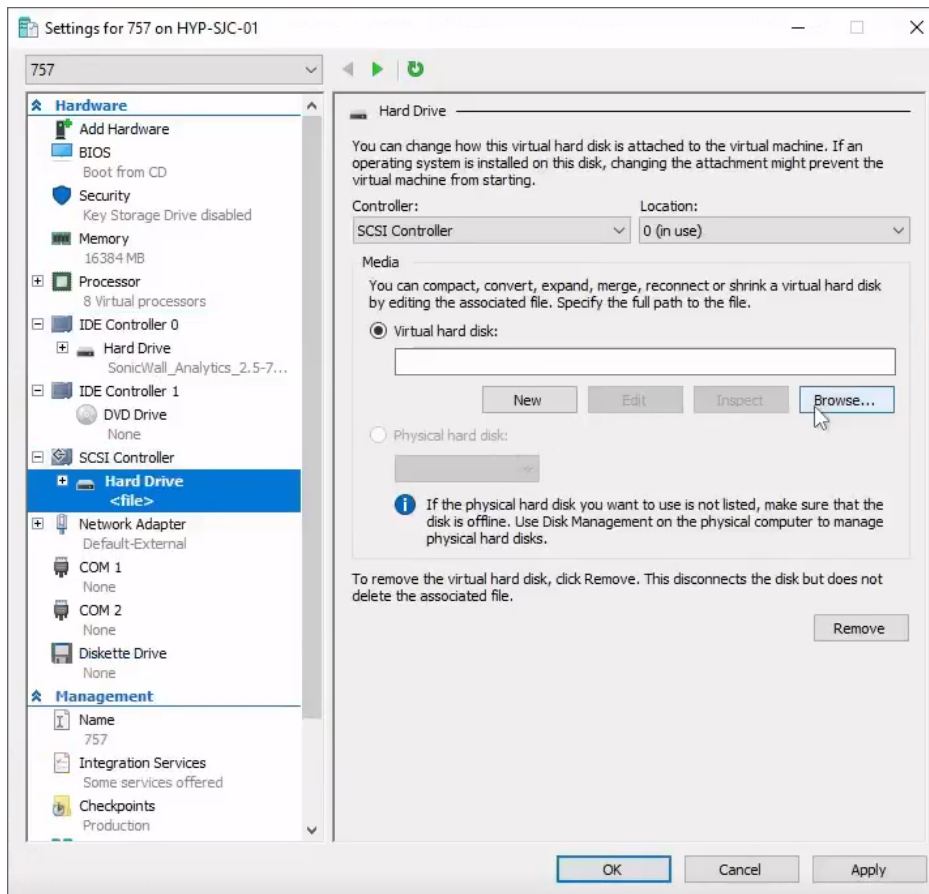 Settings for 757 on HYP-SJC-01
757
Hardware
Add Hardware
BIOS
Boot from CD
Security
Key Storage Drive disabled
Memory
16384 MB
Processor
8 Virtual processors
IDE Controller 0
Hard Drive
SonicWall_Analytics_2.5-7...
IDE Controller 1
DVD Drive
None
SCSI Controller
Hard Drive
<file>
Network Adapter
Default-External
COM 1
None
COM 2
None
Diskette Drive
None
Management
Name
757
Integration Services
Some services offered
Checkpoints
Production
Hard Drive
You can change how this virtual hard disk is attached to the virtual machine. If an
operating system is installed on this disk, changing the attachment might prevent the
virtual machine from starting.
Controller: Location:
SCSI Controller 0 (in use)
Media
You can compact, convert, expand, merge, reconnect or shrink a virtual hard disk
by editing the associated file. Specify the full path to the file.
Virtual hard disk:
New Edit Inspect Browse...
Physical hard disk:
If the physical hard disk you want to use is not listed, make sure that the
disk is offline. Use Disk Management on the physical computer to manage
physical hard disks.
To remove the virtual hard disk, click Remove. This disconnects the disk but does not
delete the associated file.
Remove
OK Cancel Apply